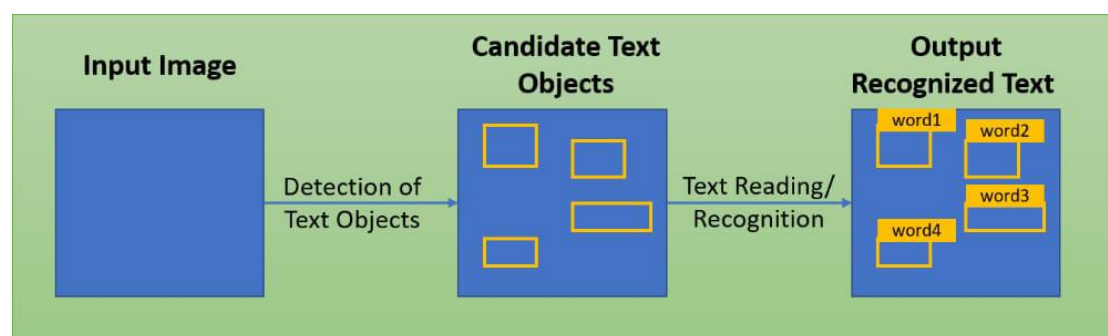 Input Image
Candidate Text
Objects
Output
Recognized Text
Detection of
Text Objects
Text Reading/
Recognition
word1
word2
word3
word4